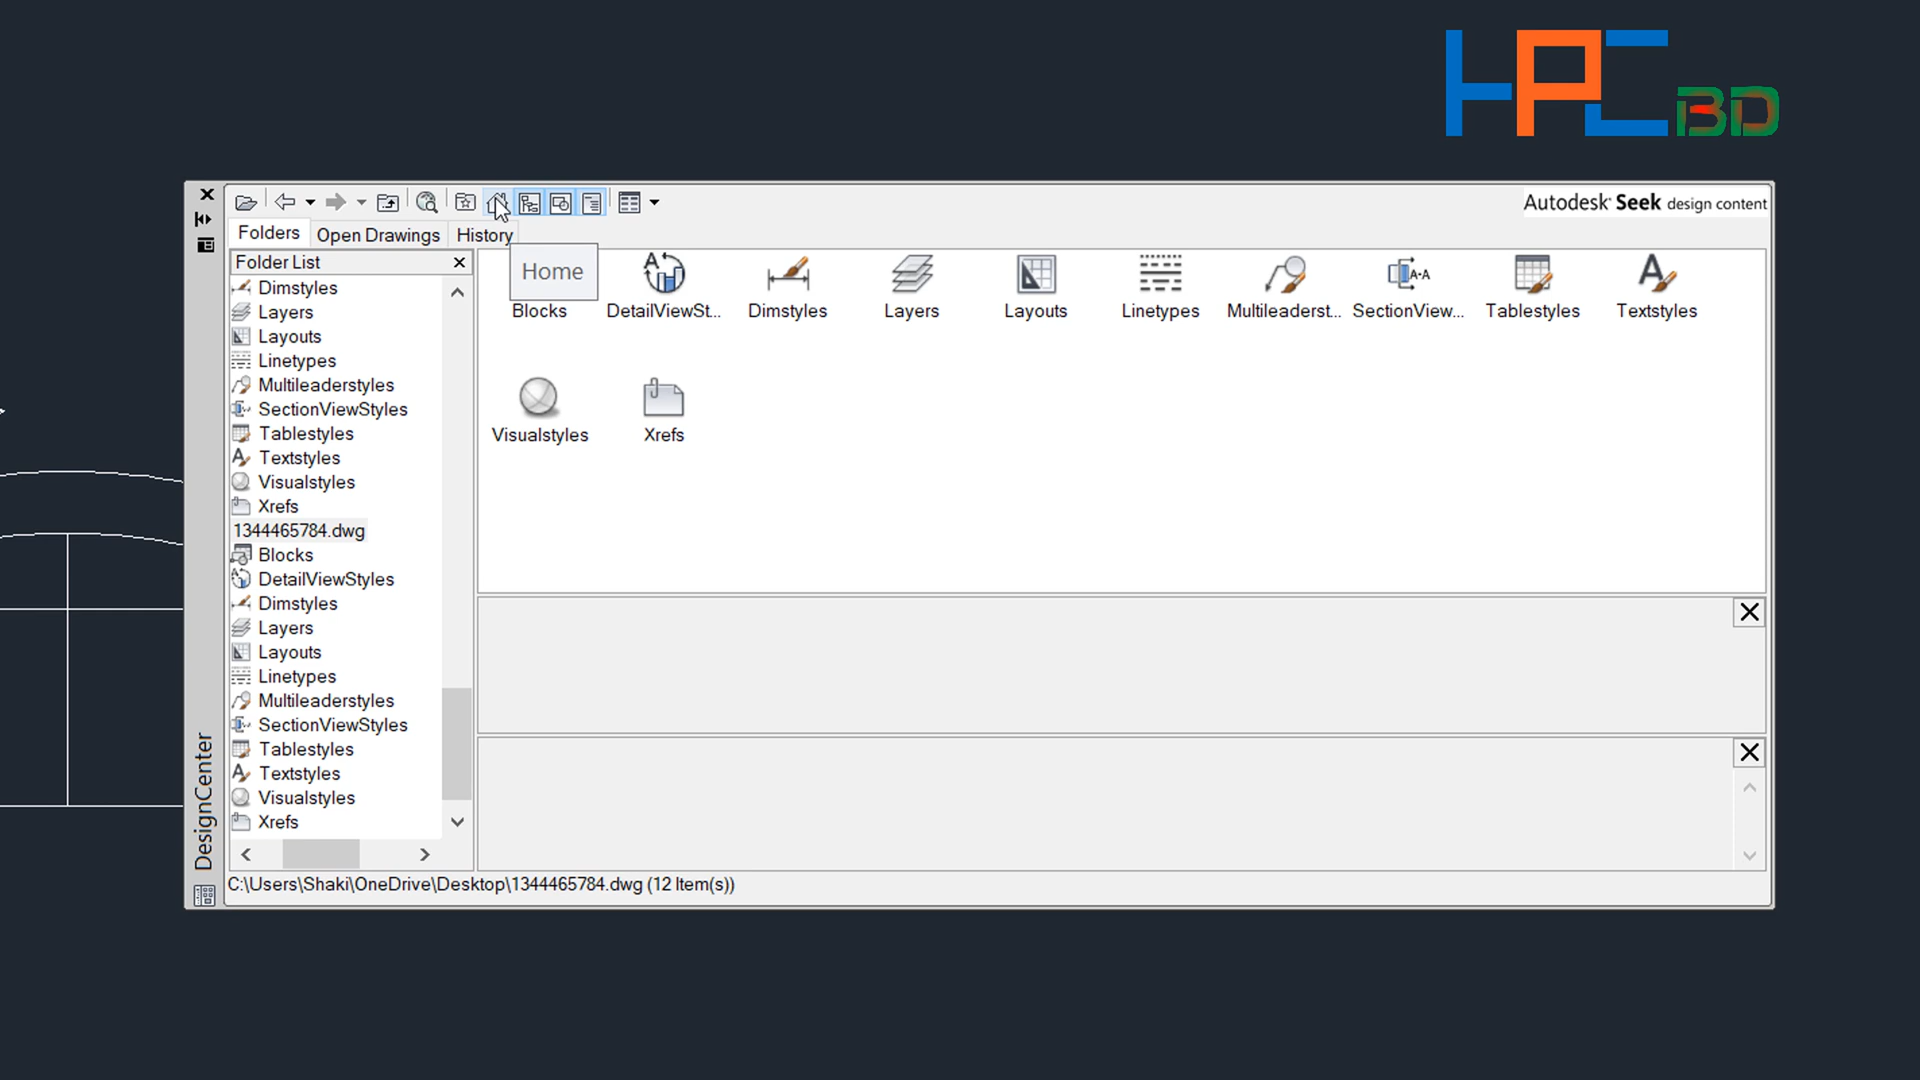 HPC BD
Autodesk Seek design content
Folders Open Drawings History
Folder List
Home
Dimstyles
Layers
Layouts
Linetypes
Multileaderstyles
SectionViewStyles
Tablestyles
Textstyles
Visualstyles
Xrefs
1344465784.dwg
Blocks
DetailViewStyles
Dimstyles
Layers
Layouts
Linetypes
Multileaderstyles
SectionViewStyles
Tablestyles
Textstyles
Visualstyles
Xrefs
Blocks DetailViewSt... Dimstyles Layers Layouts Linetypes Multileaderst... SectionView... Tablestyles Textstyles
Visualstyles Xrefs
DesignCenter
C:\Users\Shaki\OneDrive\Desktop\1344465784.dwg (12 Item(s))